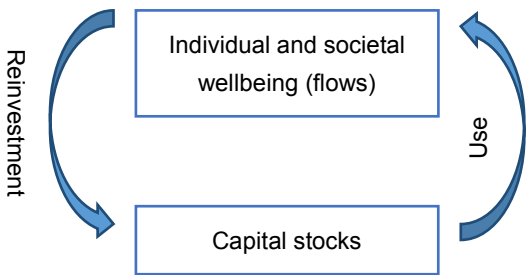 Individual and societal
wellbeing (flows)
Reinvestment
Use
Capital stocks